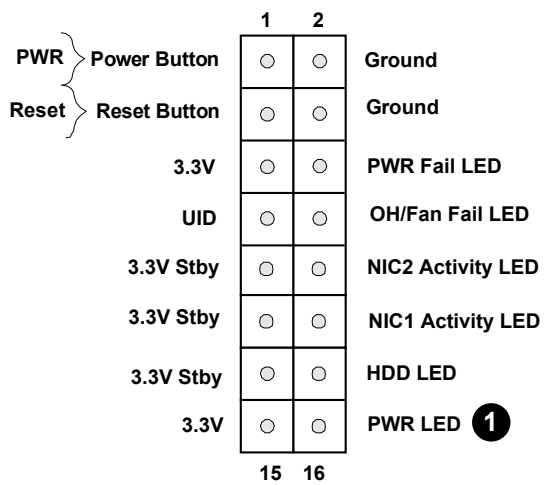 1 2
PWR Power Button Ground
Reset Reset Button Ground
3.3V PWR Fail LED
UID OH/Fan Fail LED
3.3V Stby NIC2 Activity LED
3.3V Stby NIC1 Activity LED
3.3V Stby HDD LED
3.3V PWR LED 1
15 16